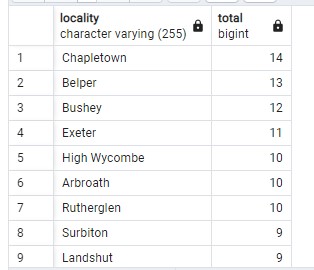 locality total
character varying (255) bigint
1 Chapletown 14
2 Belper 13
3 Bushey 12
4 Exeter 11
5 High Wycombe 10
6 Arbroath 10
7 Rutherglen 10
8 Surbiton 9
9 Landshut 9